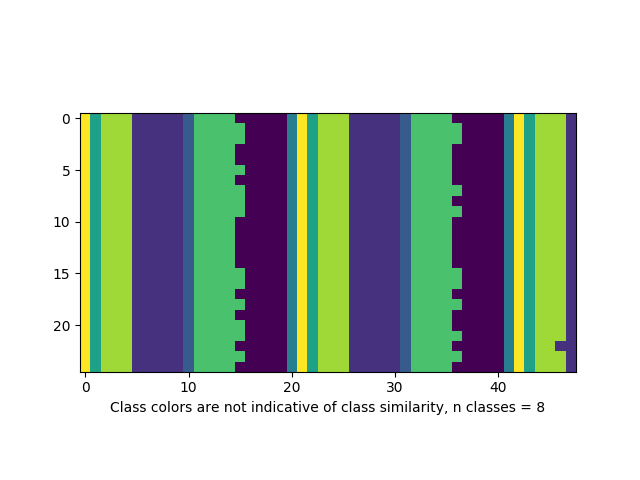 0
5
10
15
20
0 10 20 30 40
Class colors are not indicative of class similarity, n classes = 8